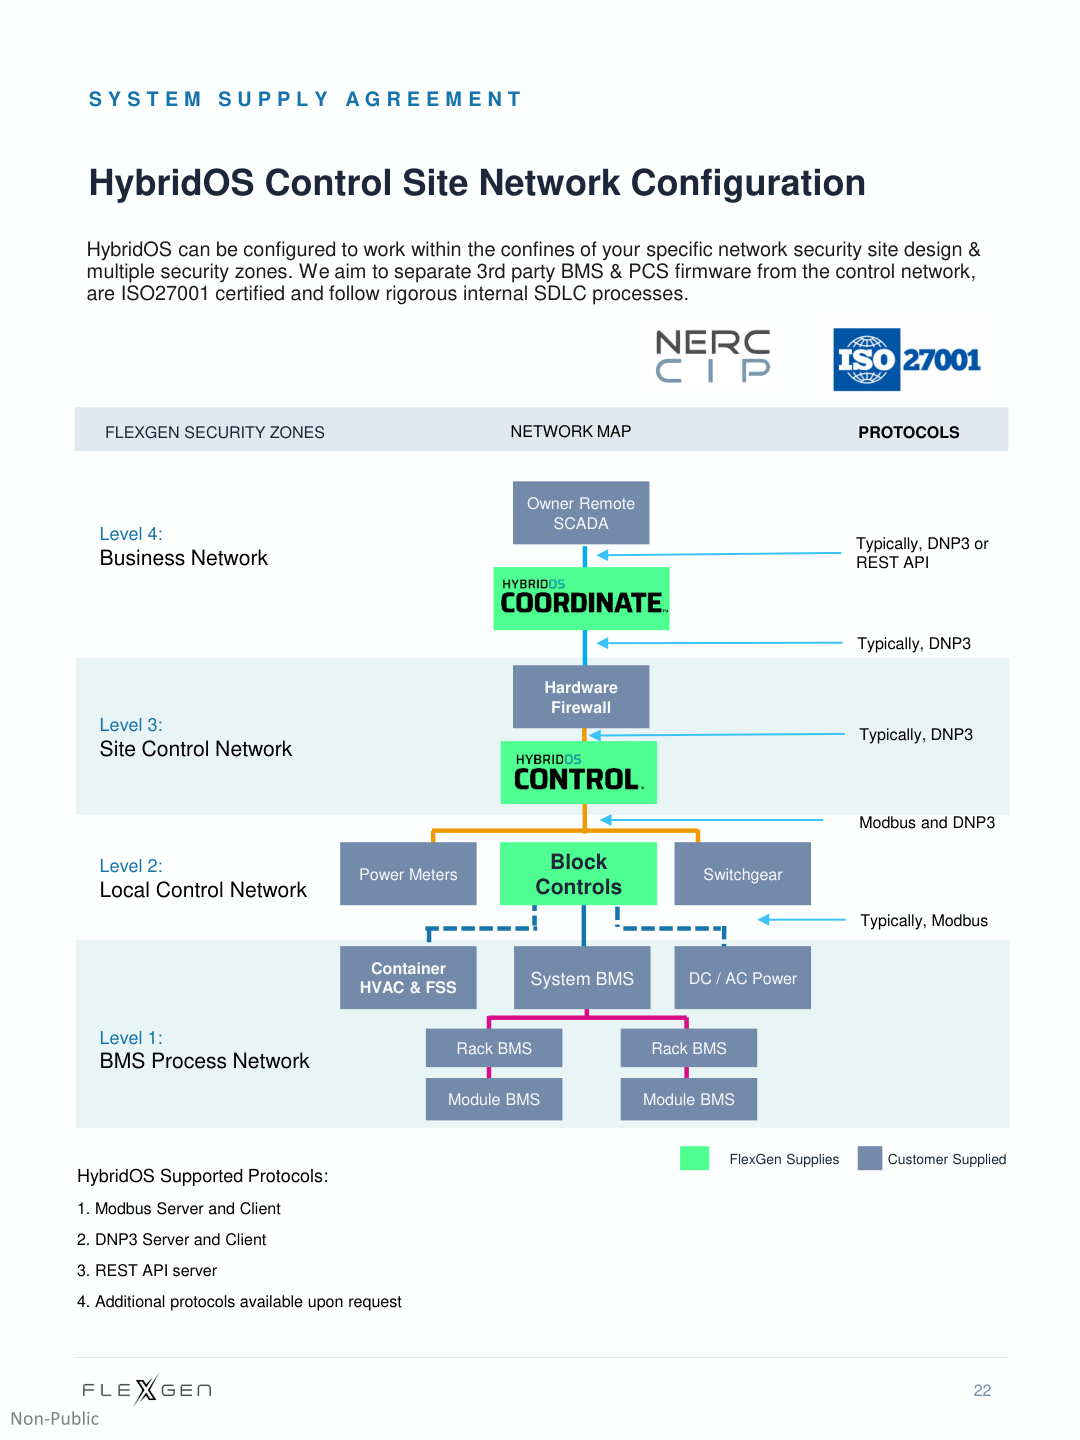 SYSTEM SUPPLY AGREEMENT
HybridOS Control Site Network Configuration
HybridOS can be configured to work within the confines of your specific network security site design &
multiple security zones. We aim to separate 3rd party BMS & PCS firmware from the control network,
are ISO27001 certified and follow rigorous internal SDLC processes.
NERC
CIP
ISO 27001
FLEXGEN SECURITY ZONES
NETWORK MAP
PROTOCOLS
Owner Remote
SCADA
Level 4:
Business Network
Typically, DNP3 or
REST API
HYBRIDOS
COORDINATE™
Typically, DNP3
Hardware
Firewall
Level 3:
Site Control Network
Typically, DNP3
HYBRIDOS
CONTROL
Modbus and DNP3
Level 2:
Local Control Network
Power Meters
Block
Controls
Switchgear
Typically, Modbus
Container
HVAC & FSS
System BMS
DC / AC Power
Level 1:
BMS Process Network
Rack BMS
Rack BMS
Module BMS
Module BMS
FlexGen Supplies
Customer Supplied
HybridOS Supported Protocols:
1. Modbus Server and Client
2. DNP3 Server and Client
3. REST API server
4. Additional protocols available upon request
FLEXGEN
22
Non-Public